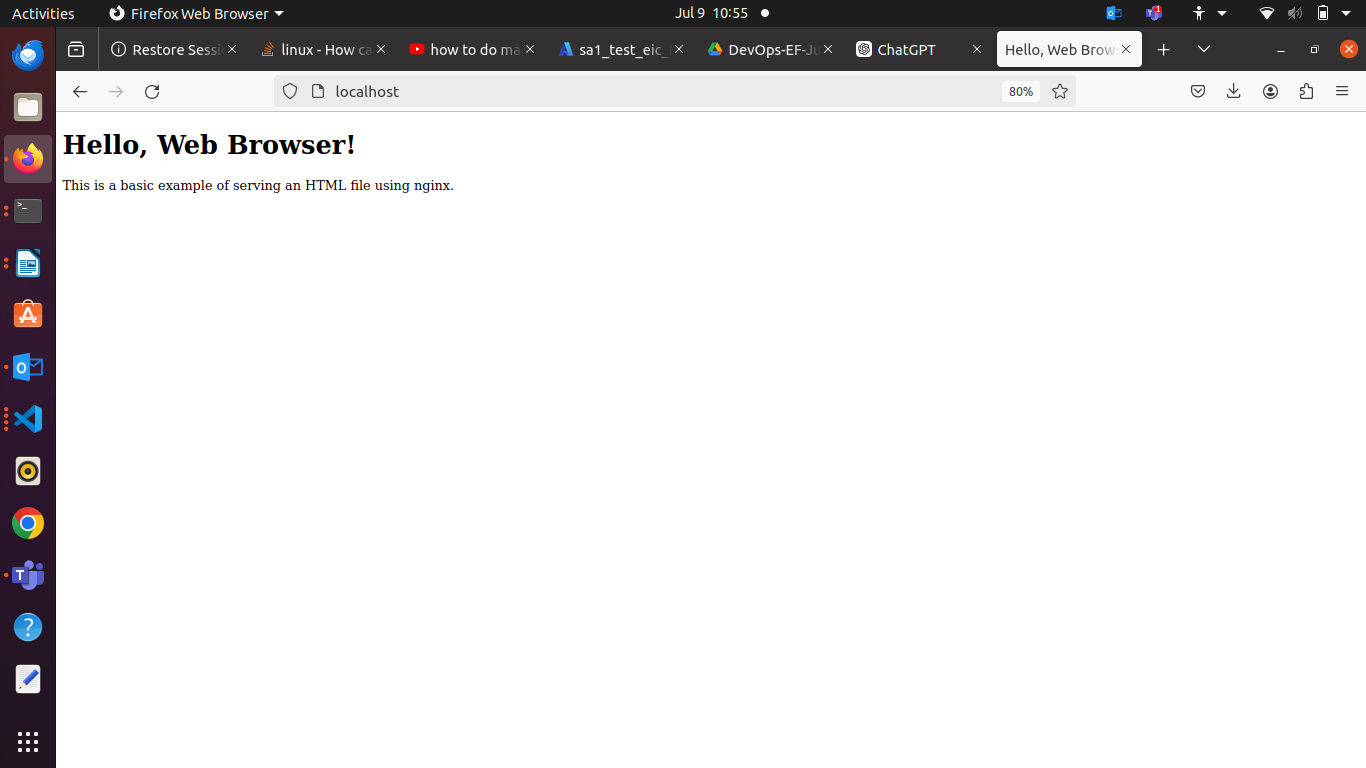 Activities Firefox Web Browser Jul 9 10:55 1
Restore Sessi linux - How ca how to do ma sa1_test_eic_ DevOps-EF-Ju ChatGPT Hello, Web Brows
localhost 80%
Hello, Web Browser!
This is a basic example of serving an HTML file using nginx.